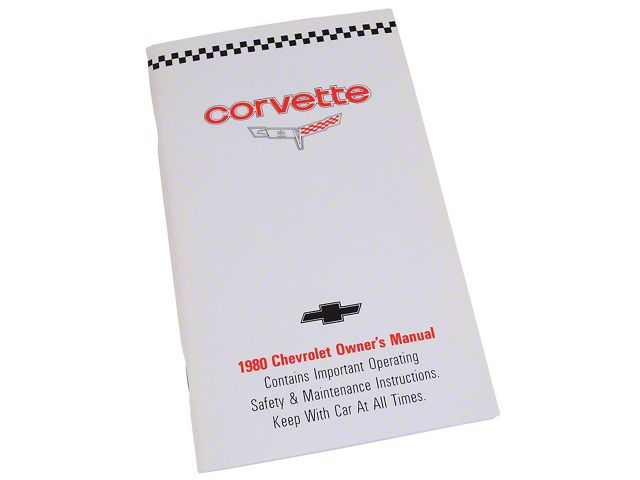 corvette
1980 Chevrolet Owner's Manual
Contains Important Operating
Safety & Maintenance Instructions.
Keep With Car At All Times.